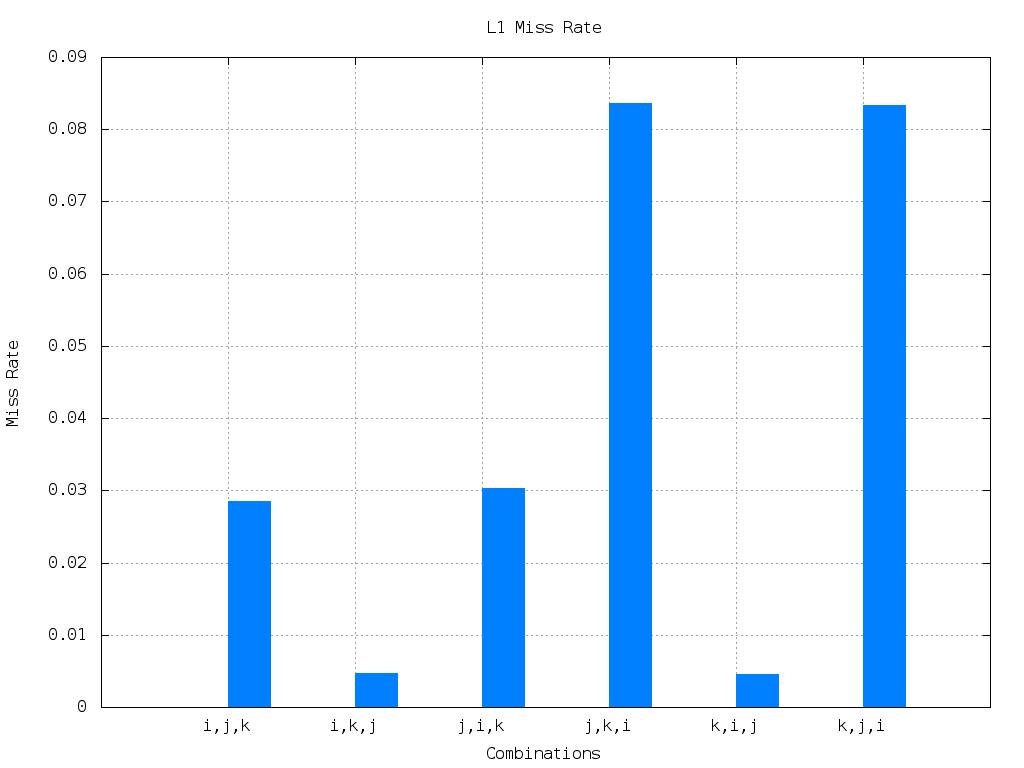 L1 Miss Rate
0.09
0.08
0.07
0.06
0.05
0.04
0.03
0.02
0.01
0
Miss Rate
i,j,k i,k,j j,i,k j,k,i k,i,j k,j,i
Combinations